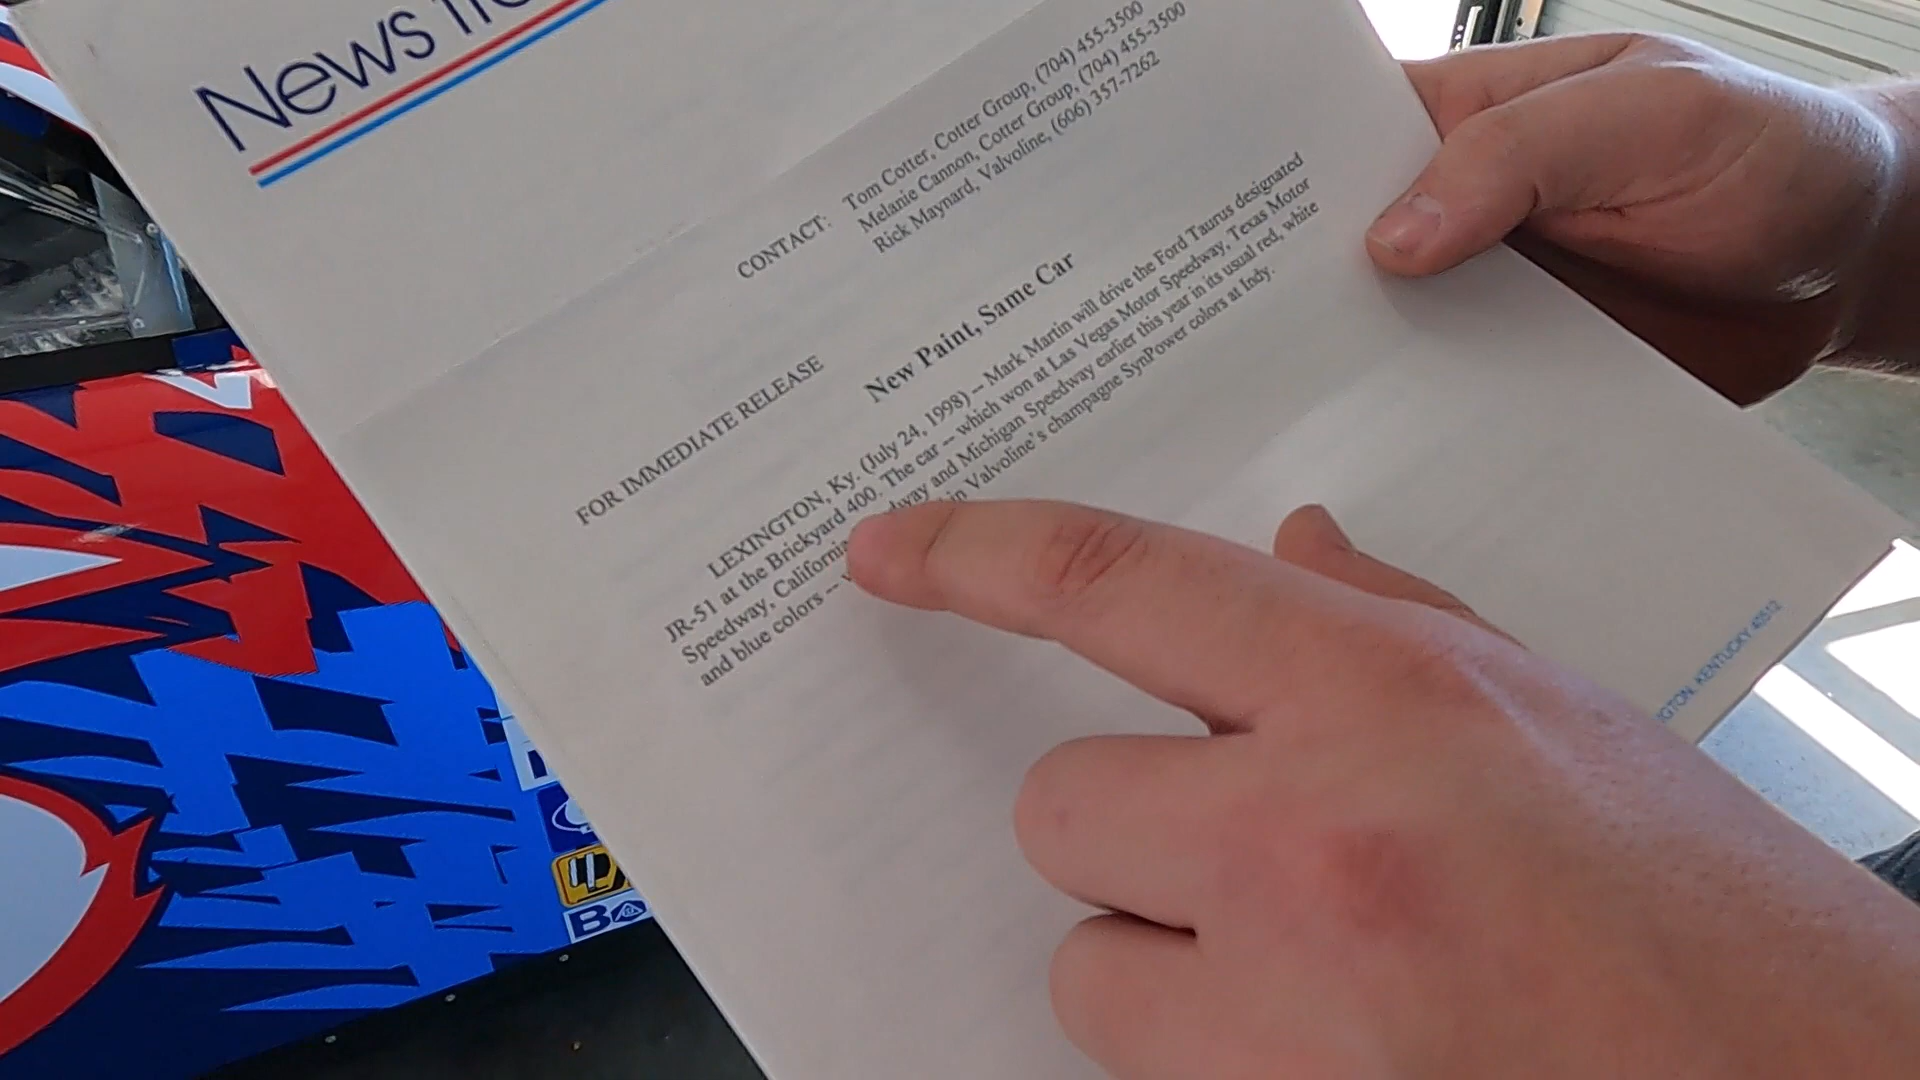 News
CONTACT: Tom Cotter, Cotter Group, (704) 455-3500
Melanie Cannon, Cotter Group, (704) 455-3500
Rick Maynard, Valvoline, (606) 357-7262
FOR IMMEDIATE RELEASE
New Paint, Same Car
LEXINGTON, Ky. (July 24, 1998) -- Mark Martin will drive the Ford Taurus designated
JR-51 at the Brickyard 400. The car -- which won at Las Vegas Motor Speedway, Texas Motor
Speedway, California and Michigan Speedway earlier this year in its usual red, white
and blue colors -- in Valvoline's champagne SynPower colors at Indy.
KENTUCKY 40512